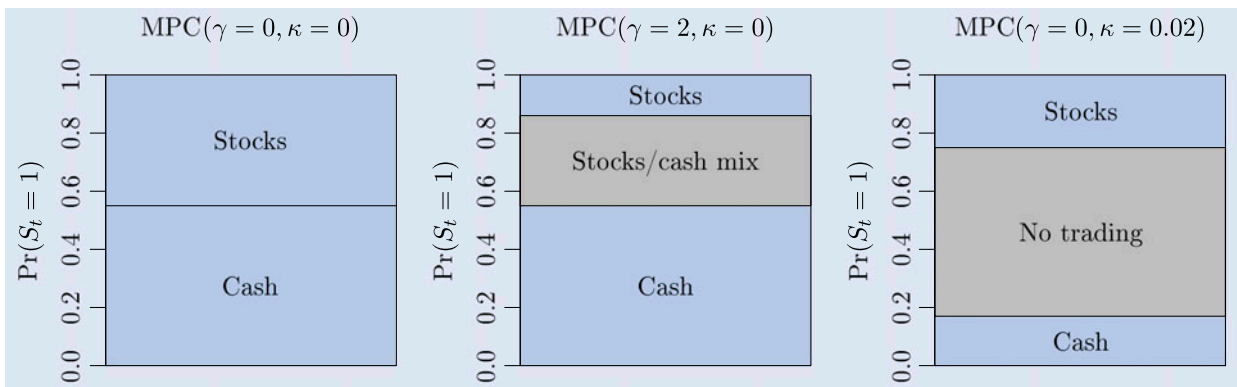 MPC(γ = 0, κ = 0)
Pr(Sₜ = 1)
1.0
0.8
0.6
0.4
0.2
0.0
Stocks
Cash
MPC(γ = 2, κ = 0)
Pr(Sₜ = 1)
1.0
0.8
0.6
0.4
0.2
0.0
Stocks
Stocks/cash mix
Cash
MPC(γ = 0, κ = 0.02)
Pr(Sₜ = 1)
1.0
0.8
0.6
0.4
0.2
0.0
Stocks
No trading
Cash